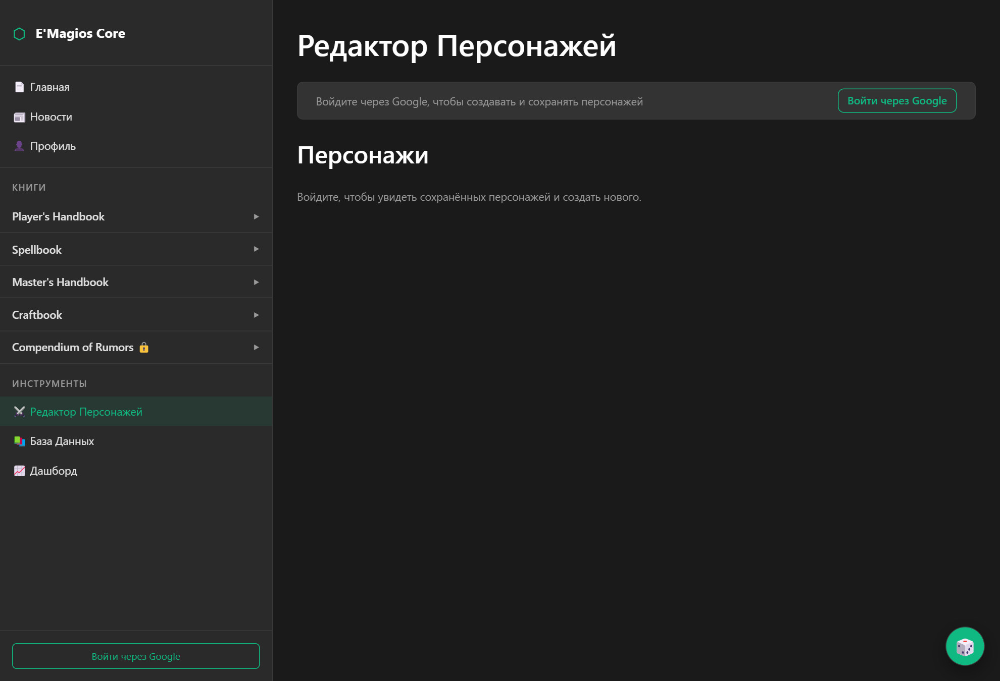 E'Magios Core
Главная
Новости
Профиль
КНИГИ
Player's Handbook
Spellbook
Master's Handbook
Craftbook
Compendium of Rumors
ИНСТРУМЕНТЫ
Редактор Персонажей
База Данных
Дашборд
Войти через Google
Редактор Персонажей
Войдите через Google, чтобы создавать и сохранять персонажей
Войти через Google
Персонажи
Войдите, чтобы увидеть сохранённых персонажей и создать нового.